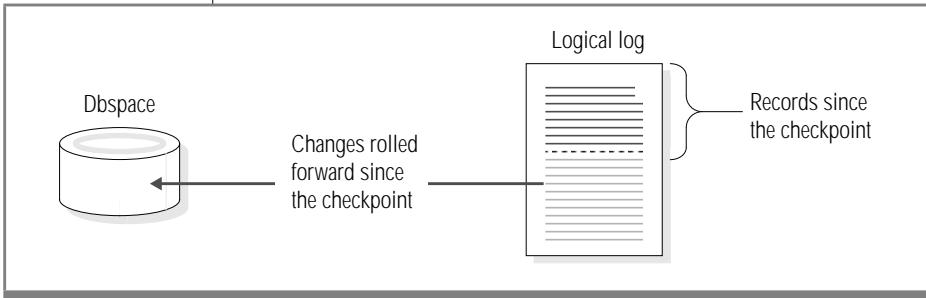 Logical log
Dbspace
Records since
the checkpoint
Changes rolled
forward since
the checkpoint